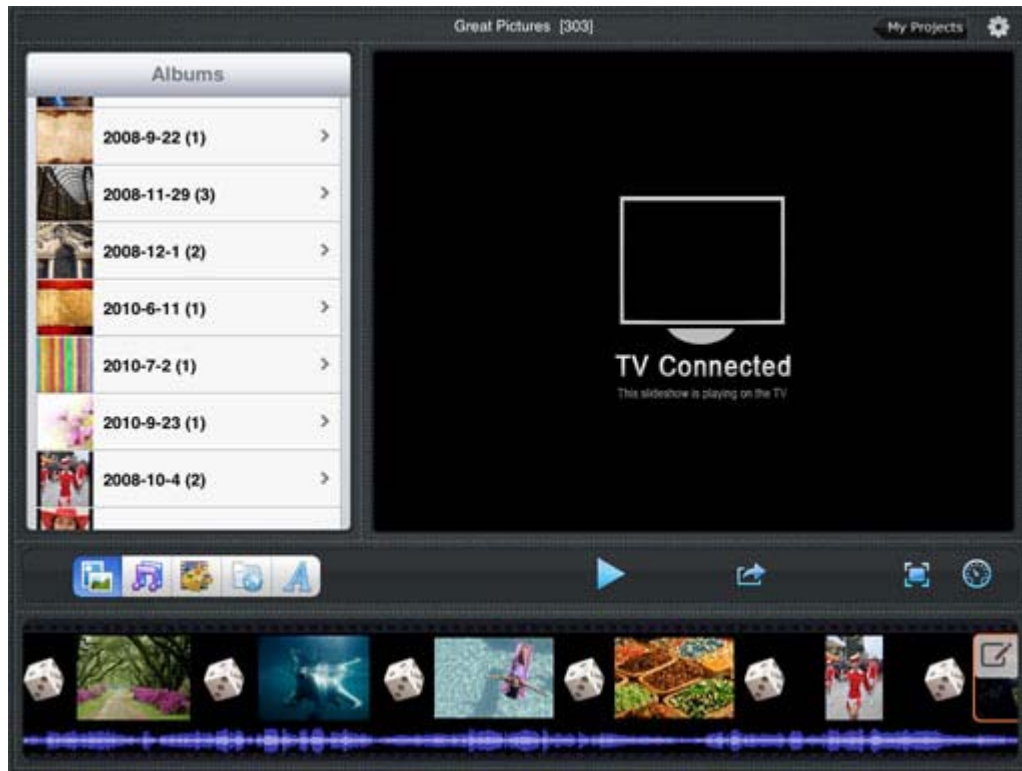 Great Pictures [303]
My Projects
Albums
2008-9-22 (1)
2008-11-29 (3)
2008-12-1 (2)
2010-6-11 (1)
2010-7-2 (1)
2010-9-23 (1)
2008-10-4 (2)
TV Connected
This slideshow is playing on the TV